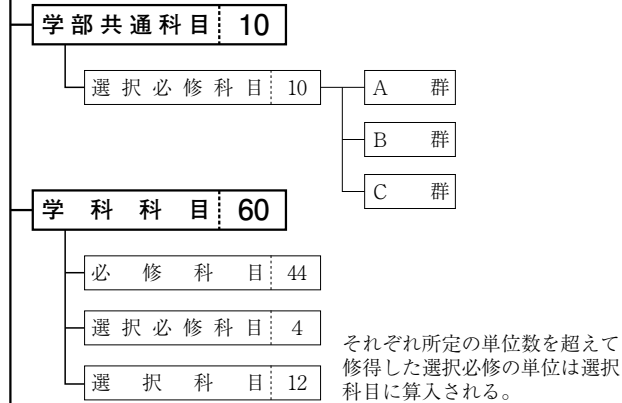 学部共通科目 10
選択必修科目 10
A 群
B 群
C 群
学科科目 60
必修科目 44
選択必修科目 4
選択科目 12
それぞれ所定の単位数を超えて
修得した選択必修の単位は選択
科目に算入される。